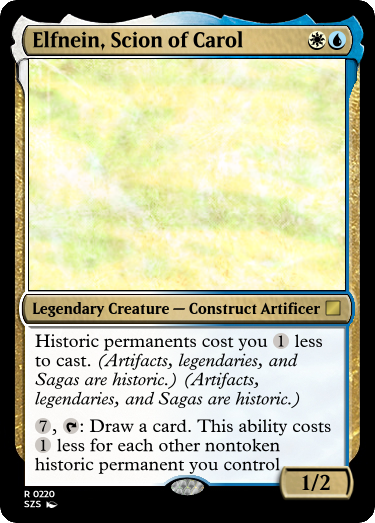 Elfnein, Scion of Carol
Legendary Creature — Construct Artificer
Historic permanents cost you 1 less
to cast. (Artifacts, legendaries, and
Sagas are historic.) (Artifacts,
legendaries, and Sagas are historic.)
7, : Draw a card. This ability costs
1 less for each other nontoken
historic permanent you control
1/2
R 0220
SZS